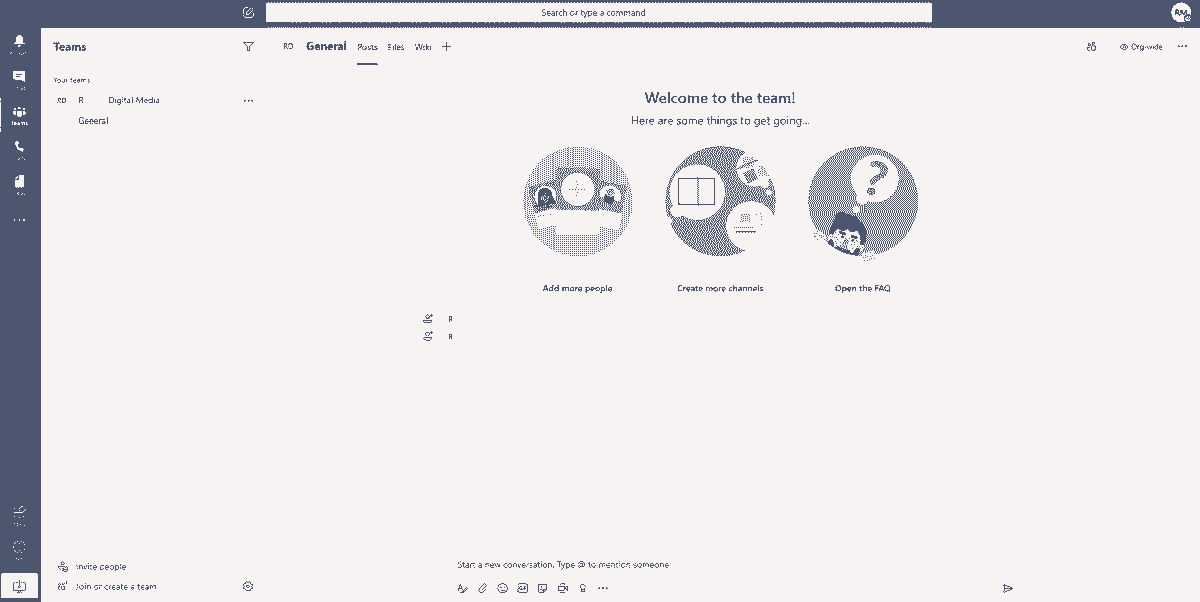 Search or type a command
RM
Teams
RD General Posts Files Wiki +
Org-wide
Your teams
RD R Digital Media
General
Teams
Welcome to the team!
Here are some things to get going...
?
Add more people
Create more channels
Open the FAQ
R
R
Invite people
Join or create a team
Start a new conversation. Type @ to mention someone
GIF